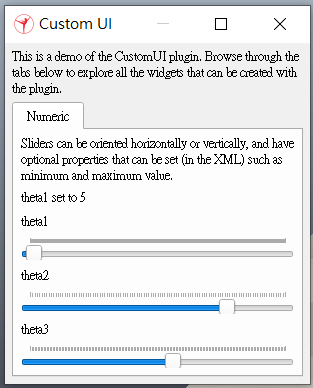 Custom UI
This is a demo of the CustomUI plugin. Browse through the
tabs below to explore all the widgets that can be created with
the plugin.
Numeric
Sliders can be oriented horizontally or vertically, and have
optional properties that can be set (in the XML) such as
minimum and maximum value.
theta1 set to 5
theta1
theta2
theta3